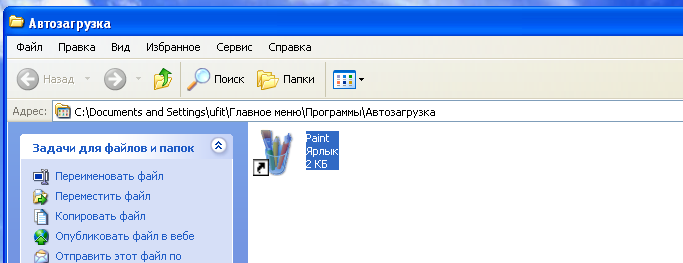 Автозагрузка
Файл Правка Вид Избранное Сервис Справка
Назад Поиск Папки
Адрес: C:\Documents and Settings\ufit\Главное меню\Программы\Автозагрузка
Задачи для файлов и папок
Переименовать файл
Переместить файл
Копировать файл
Опубликовать файл в вебе
Отправить этот файл по
Paint
Ярлык
2 КБ